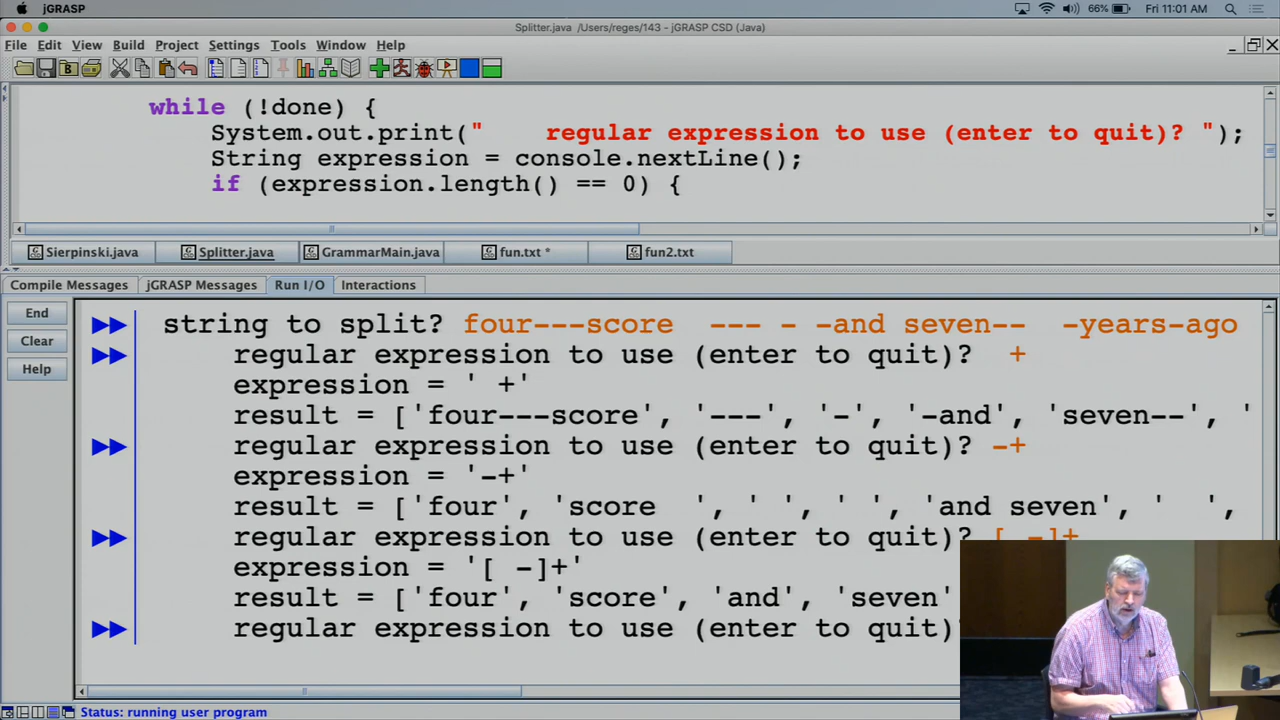 jGRASP 66% Fri 11:01 AM
Splitter.java /Users/reges/143 - jGRASP CSD (Java)
File Edit View Build Project Settings Tools Window Help
while (!done) {
System.out.print("    regular expression to use (enter to quit)? ");
String expression = console.nextLine();
if (expression.length() == 0) {
Sierpinski.java Splitter.java GrammarMain.java fun.txt * fun2.txt
Compile Messages jGRASP Messages Run I/O Interactions
End
Clear
Help
string to split? four---score  --- - -and seven--  -years-ago
regular expression to use (enter to quit)?  +
expression = ' +'
result = ['four---score', '---', '-', '-and', 'seven--', '
regular expression to use (enter to quit)? -+
expression = '-+'
result = ['four', 'score  ', ' ', ' ', 'and seven', '  ',
regular expression to use (enter to quit)? [ -]+
expression = '[ -]+'
result = ['four', 'score', 'and', 'seven'
regular expression to use (enter to quit)
Status: running user program